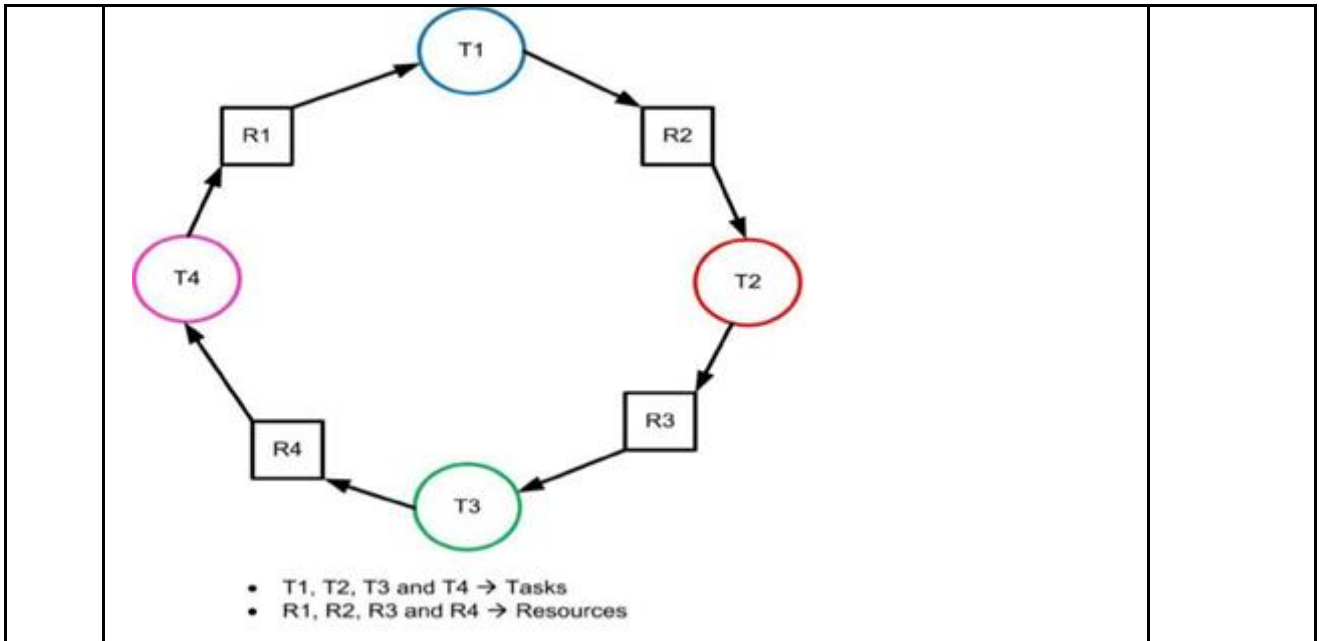 T1
R1
R2
T4
T2
R3
R4
T3
• T1, T2, T3 and T4 → Tasks
• R1, R2, R3 and R4 → Resources